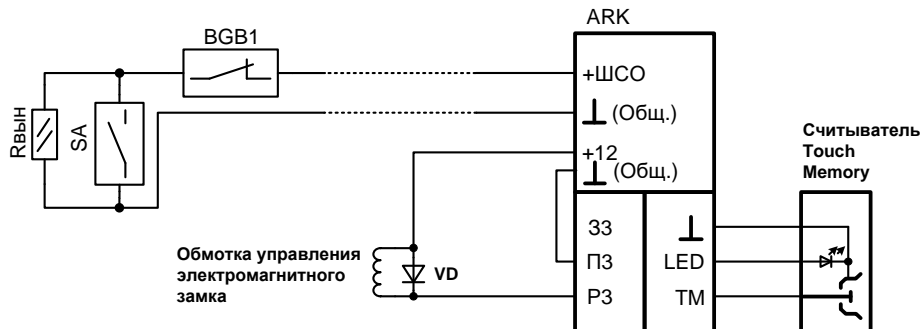 ARK
BGB1
+ШСО
(Общ.)
Rвын
SA
+12
(Общ.)
Считыватель
Touch
Memory
ЗЗ
ПЗ
РЗ
LED
TM
Обмотка управления
электромагнитного
замка
VD